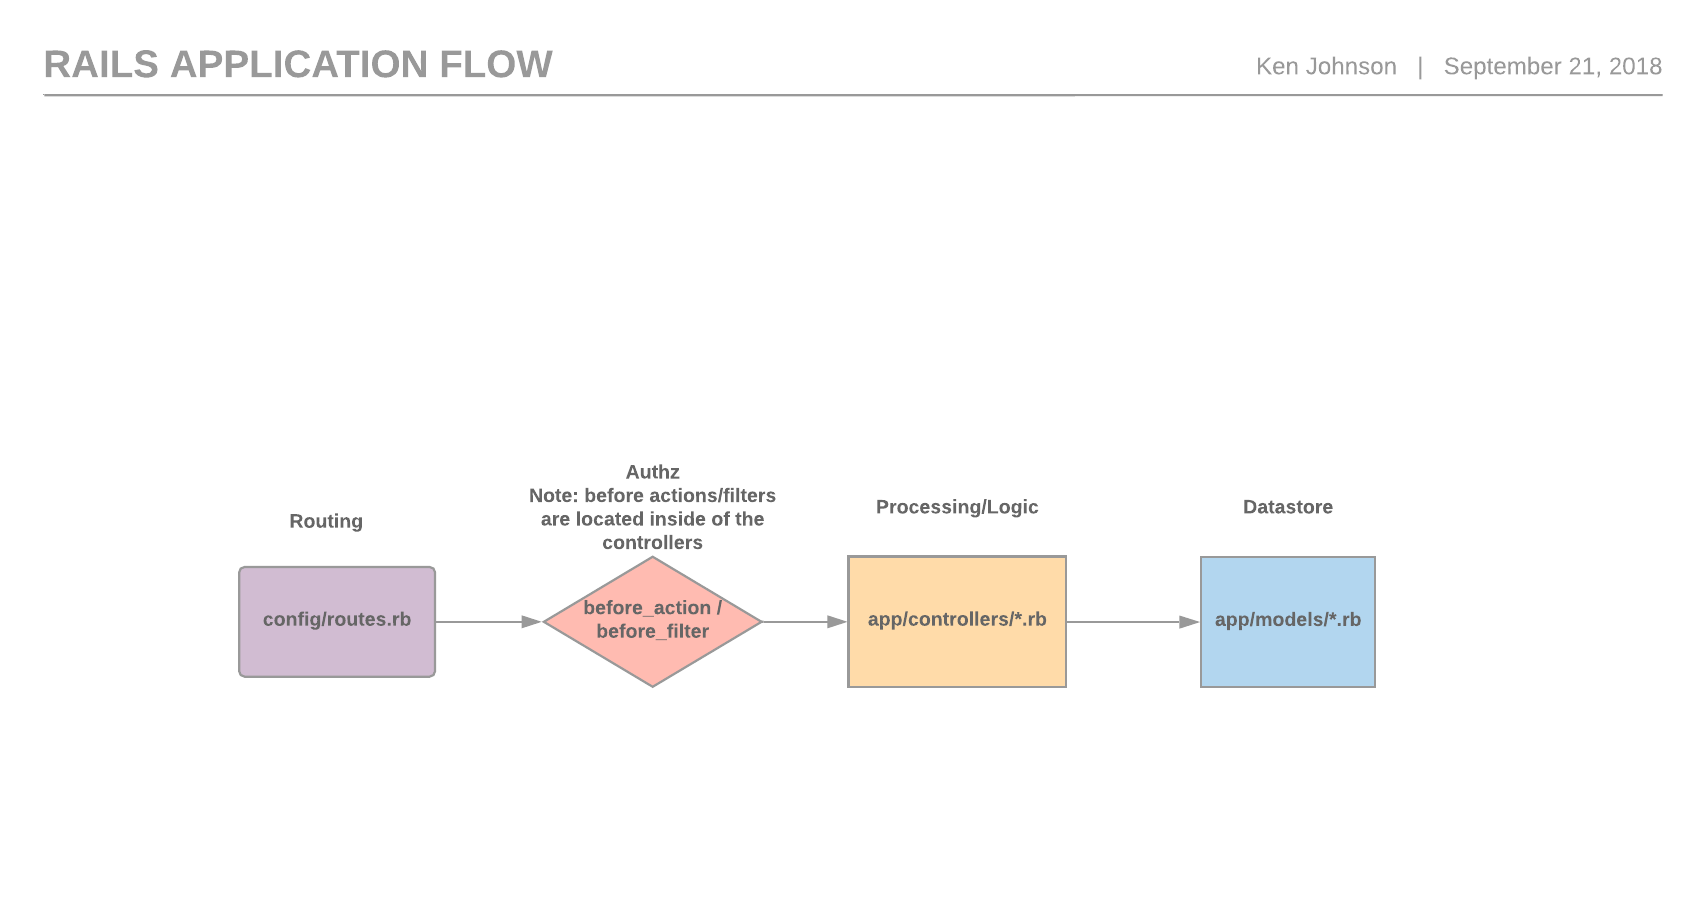 RAILS APPLICATION FLOW
Ken Johnson | September 21, 2018
Routing
config/routes.rb
Authz
Note: before actions/filters
are located inside of the
controllers
before_action /
before_filter
Processing/Logic
app/controllers/*.rb
Datastore
app/models/*.rb